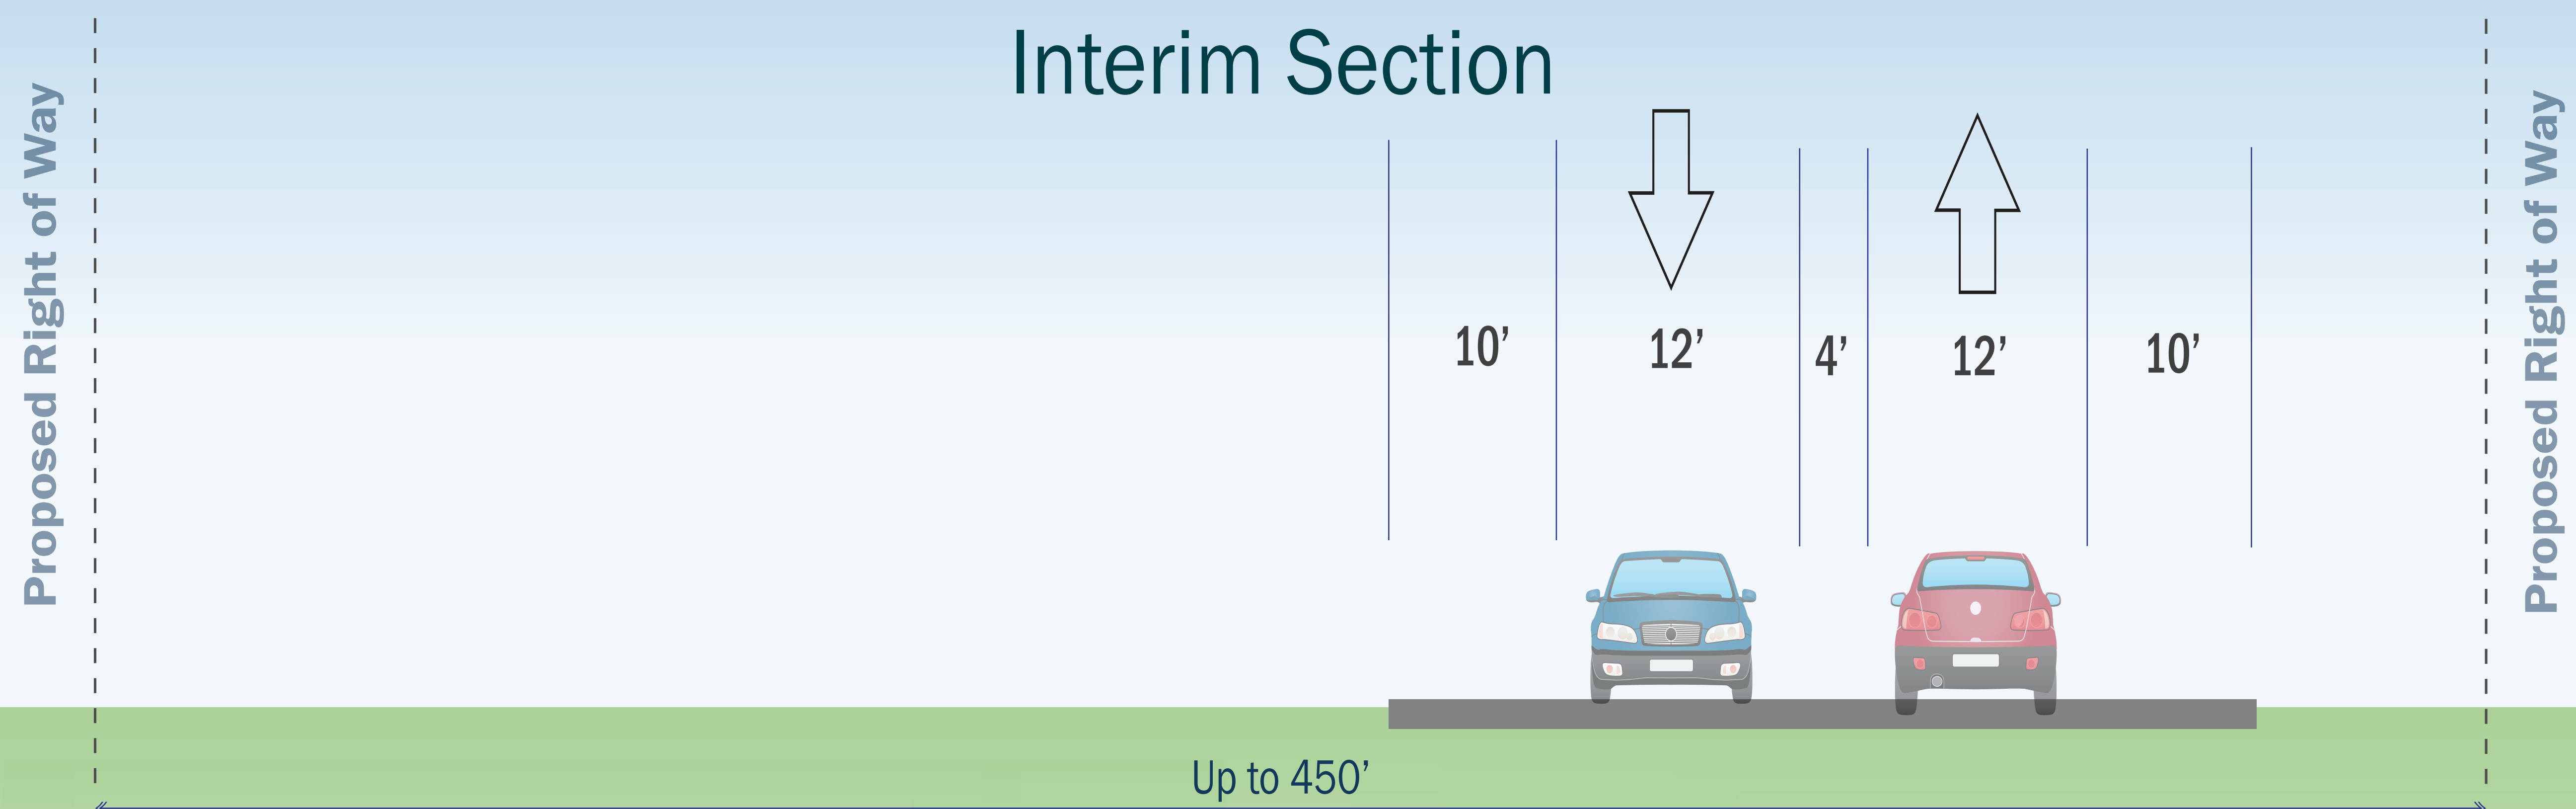 Interim Section
Proposed Right of Way
10’
12’
4’
12’
10’
Proposed Right of Way
Up to 450’